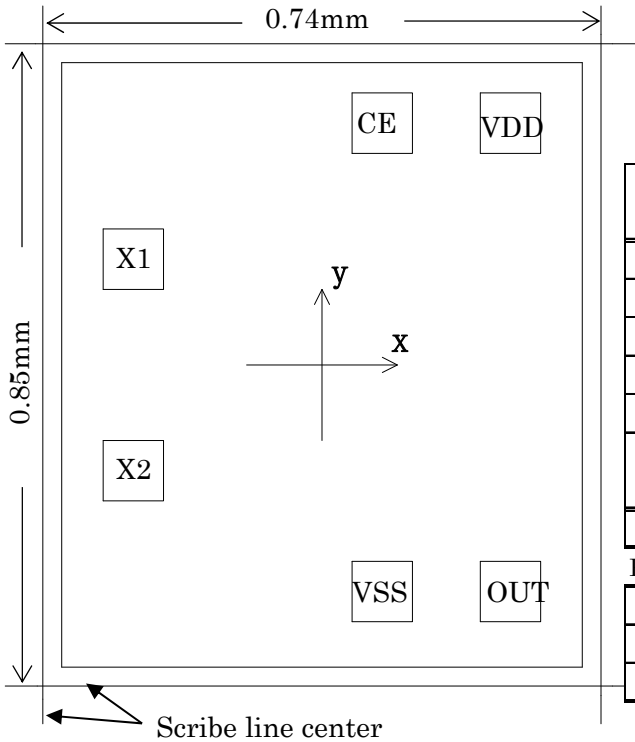 0.74mm
CE
VDD
X1
y
x
0.85mm
X2
VSS
OUT
Scribe line center